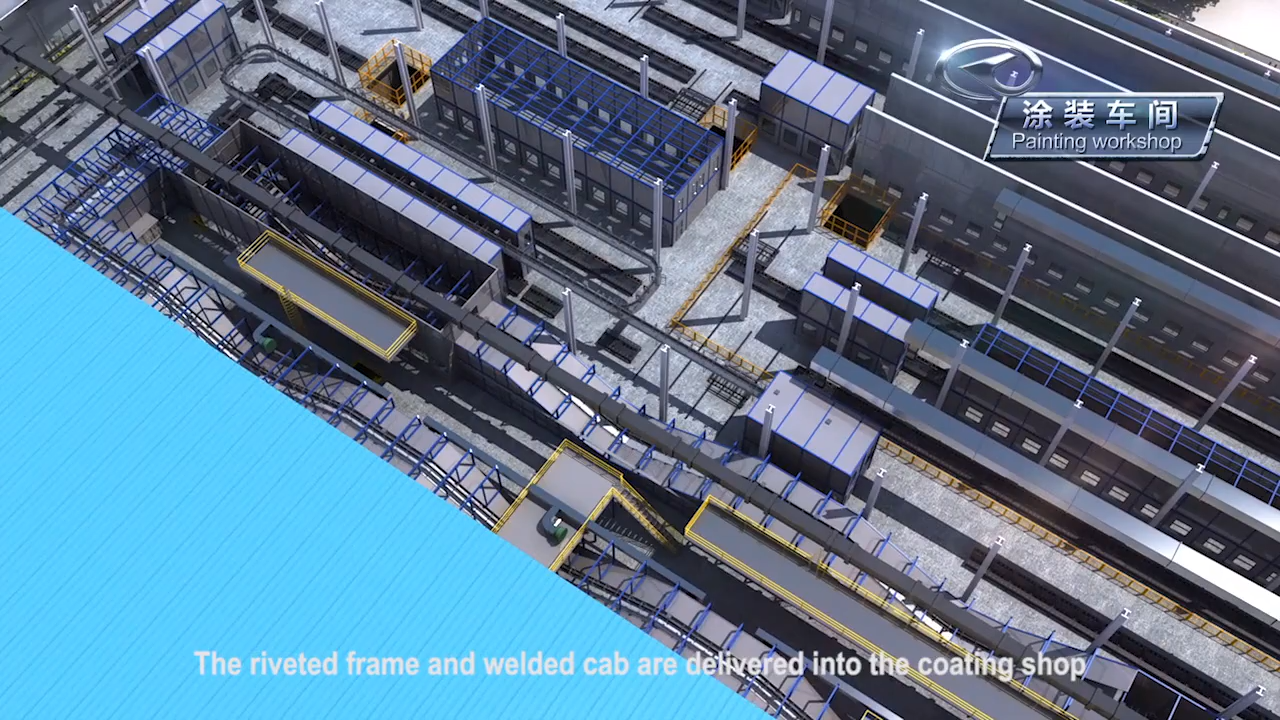 涂装车间
Painting workshop
The riveted frame and welded cab are delivered into the coating shop